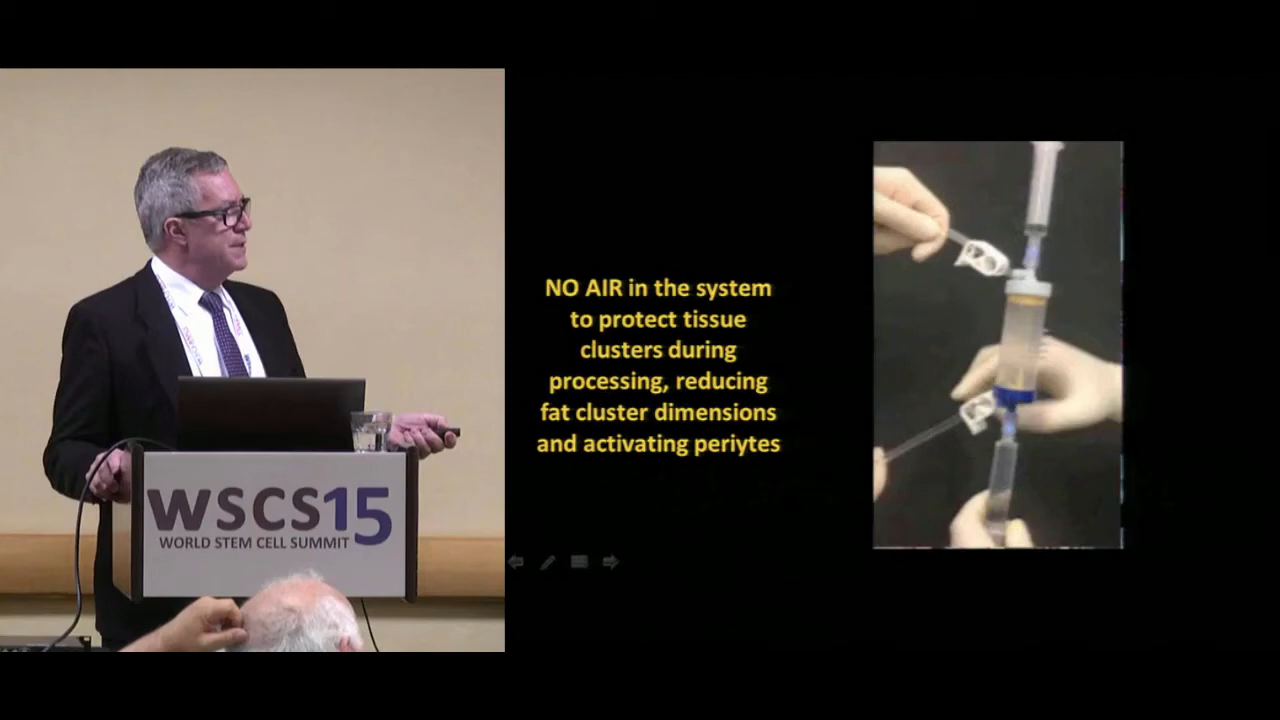 WSCS15
WORLD STEM CELL SUMMIT
NO AIR in the system
to protect tissue
clusters during
processing, reducing
fat cluster dimensions
and activating periytes